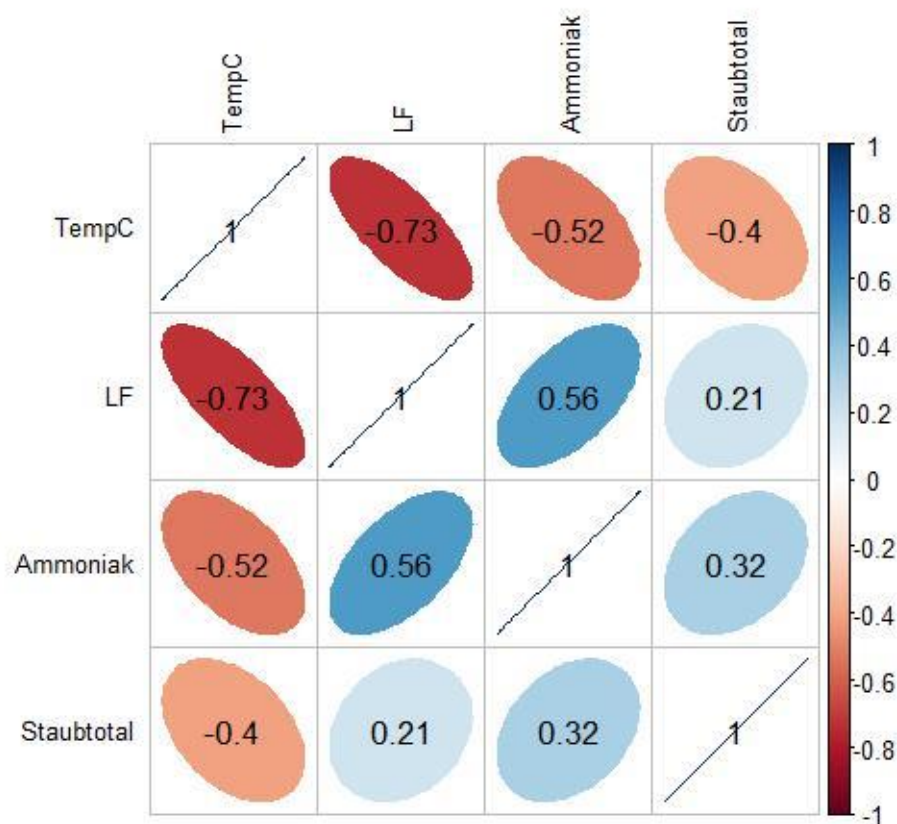 TempC LF Ammoniak Staubtotal
TempC 1 -0.73 -0.52 -0.4
LF -0.73 1 0.56 0.21
Ammoniak -0.52 0.56 1 0.32
Staubtotal -0.4 0.21 0.32 1
1
0.8
0.6
0.4
0.2
0
-0.2
-0.4
-0.6
-0.8
-1